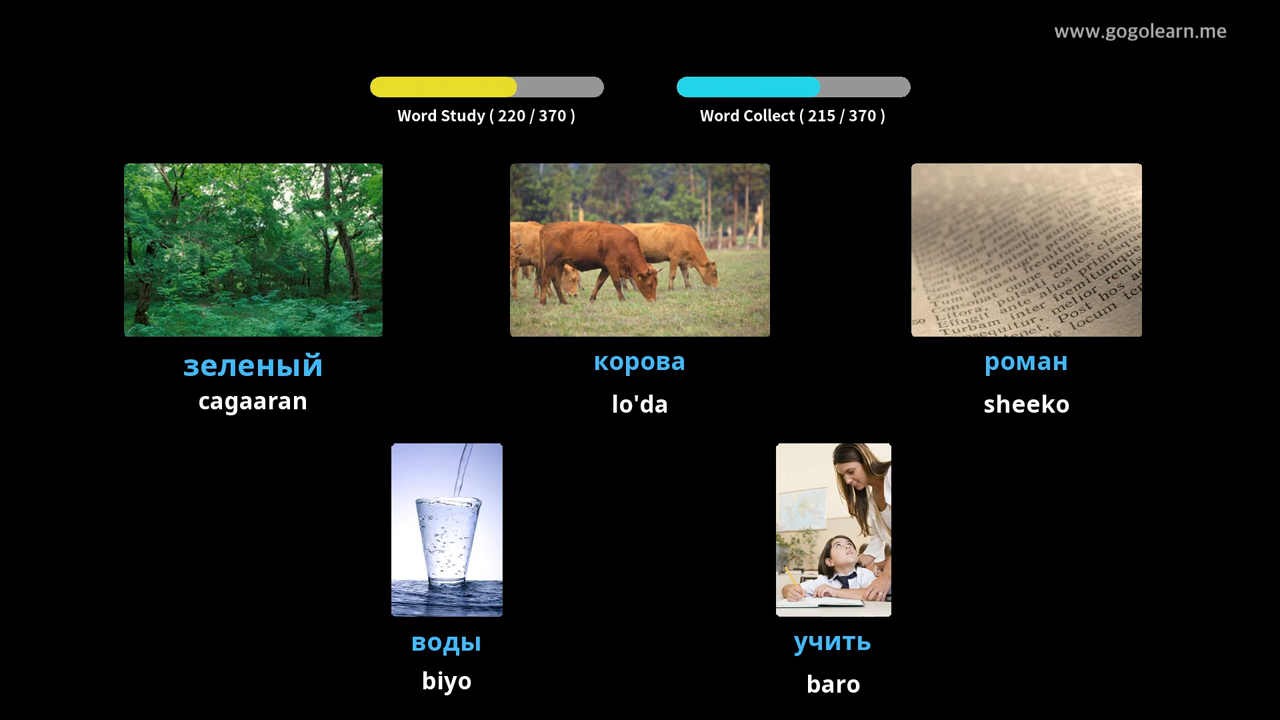 www.gogolearn.me
Word Study ( 220 / 370 )
Word Collect ( 215 / 370 )
зеленый
cagaaran
корова
lo'da
роман
sheeko
воды
biyo
учить
baro